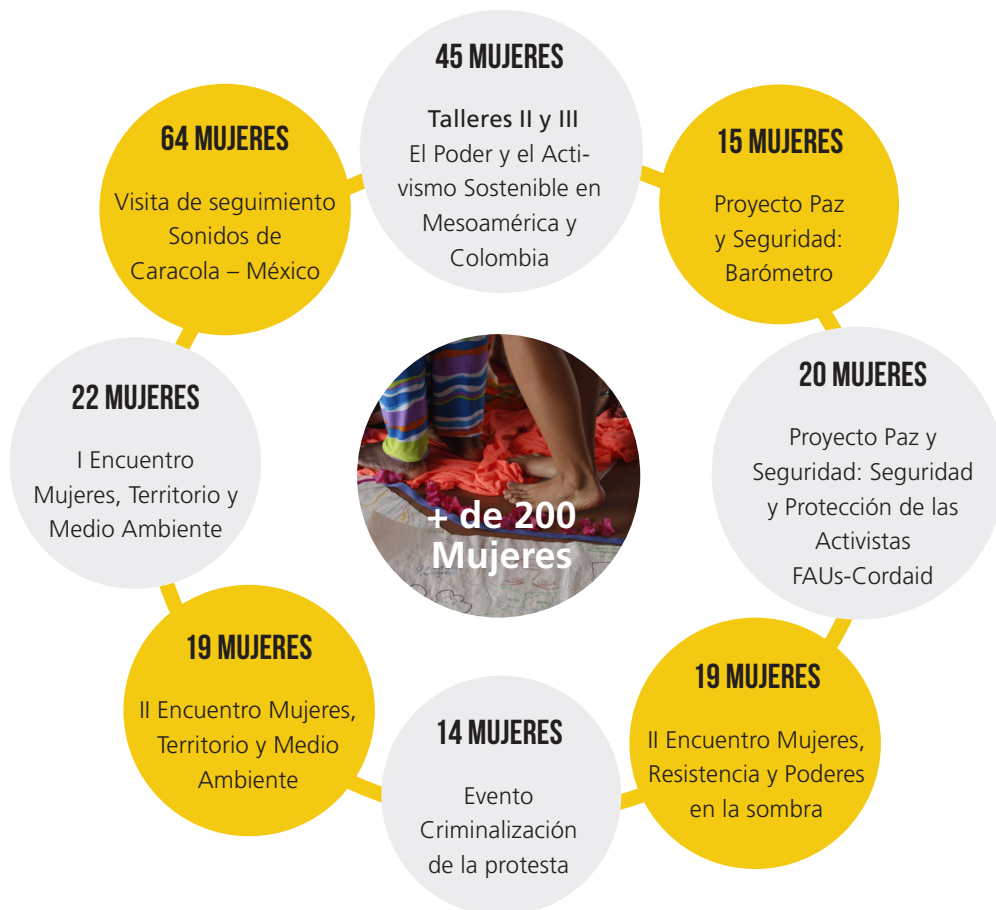 45 MUJERES
Talleres II y III
El Poder y el Acti-
vismo Sostenible en
Mesoamérica y
Colombia
15 MUJERES
Proyecto Paz
y Seguridad:
Barómetro
20 MUJERES
Proyecto Paz y
Seguridad: Seguridad
y Protección de las
Activistas
FAUs-Cordaid
19 MUJERES
II Encuentro Mujeres,
Resistencia y Poderes
en la sombra
14 MUJERES
Evento
Criminalización
de la protesta
19 MUJERES
II Encuentro Mujeres,
Territorio y Medio
Ambiente
22 MUJERES
I Encuentro
Mujeres, Territorio y
Medio Ambiente
64 MUJERES
Visita de seguimiento
Sonidos de
Caracola – México
+ de 200
Mujeres